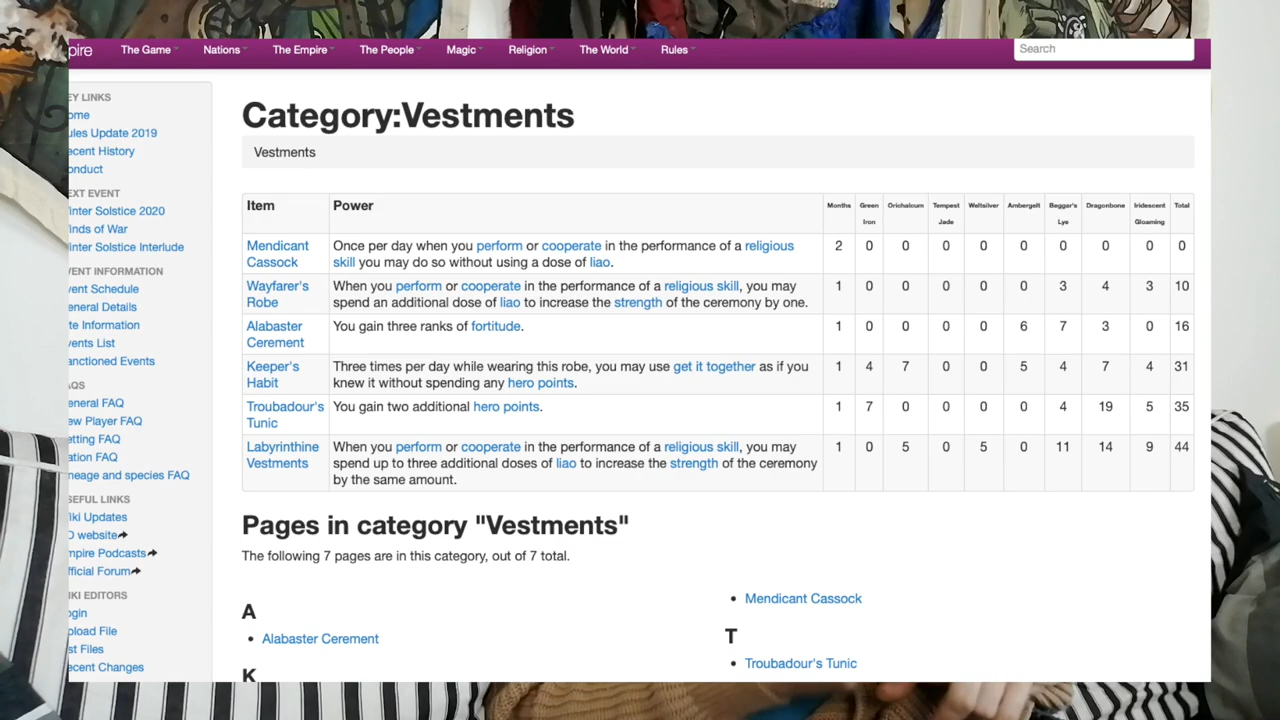 pire The Game Nations The Empire The People Magic Religion The World Rules Search
EY LINKS
ome
ules Update 2019
ecent History
onduct
EXT EVENT
inter Solstice 2020
inds of War
inter Solstice Interlude
VENT INFORMATION
vent Schedule
eneral Details
te Information
vents List
anctioned Events
AQS
eneral FAQ
ew Player FAQ
etting FAQ
ation FAQ
neage and species FAQ
SEFUL LINKS
iki Updates
D website
mpire Podcasts
fficial Forum
IKI EDITORS
ogin
pload File
st Files
ecent Changes
Category:Vestments
Vestments
Item Power Months Green Iron Orichalcum Tempest Jade Weltsilver Ambergelt Beggar's Lye Dragonbone Iridescent Gloaming Total
Mendicant Once per day when you perform or cooperate in the performance of a religious 2 0 0 0 0 0 0 0 0 0
Cassock skill you may do so without using a dose of liao.
Wayfarer's When you perform or cooperate in the performance of a religious skill, you may 1 0 0 0 0 0 3 4 3 10
Robe spend an additional dose of liao to increase the strength of the ceremony by one.
Alabaster You gain three ranks of fortitude. 1 0 0 0 0 6 7 3 0 16
Cerement
Keeper's Three times per day while wearing this robe, you may use get it together as if you 1 4 7 0 0 5 4 7 4 31
Habit knew it without spending any hero points.
Troubadour's You gain two additional hero points. 1 7 0 0 0 0 4 19 5 35
Tunic
Labyrinthine When you perform or cooperate in the performance of a religious skill, you may 1 0 5 0 5 0 11 14 9 44
Vestments spend up to three additional doses of liao to increase the strength of the ceremony
by the same amount.
Pages in category "Vestments"
The following 7 pages are in this category, out of 7 total.
A
Alabaster Cerement
K
Mendicant Cassock
T
Troubadour's Tunic